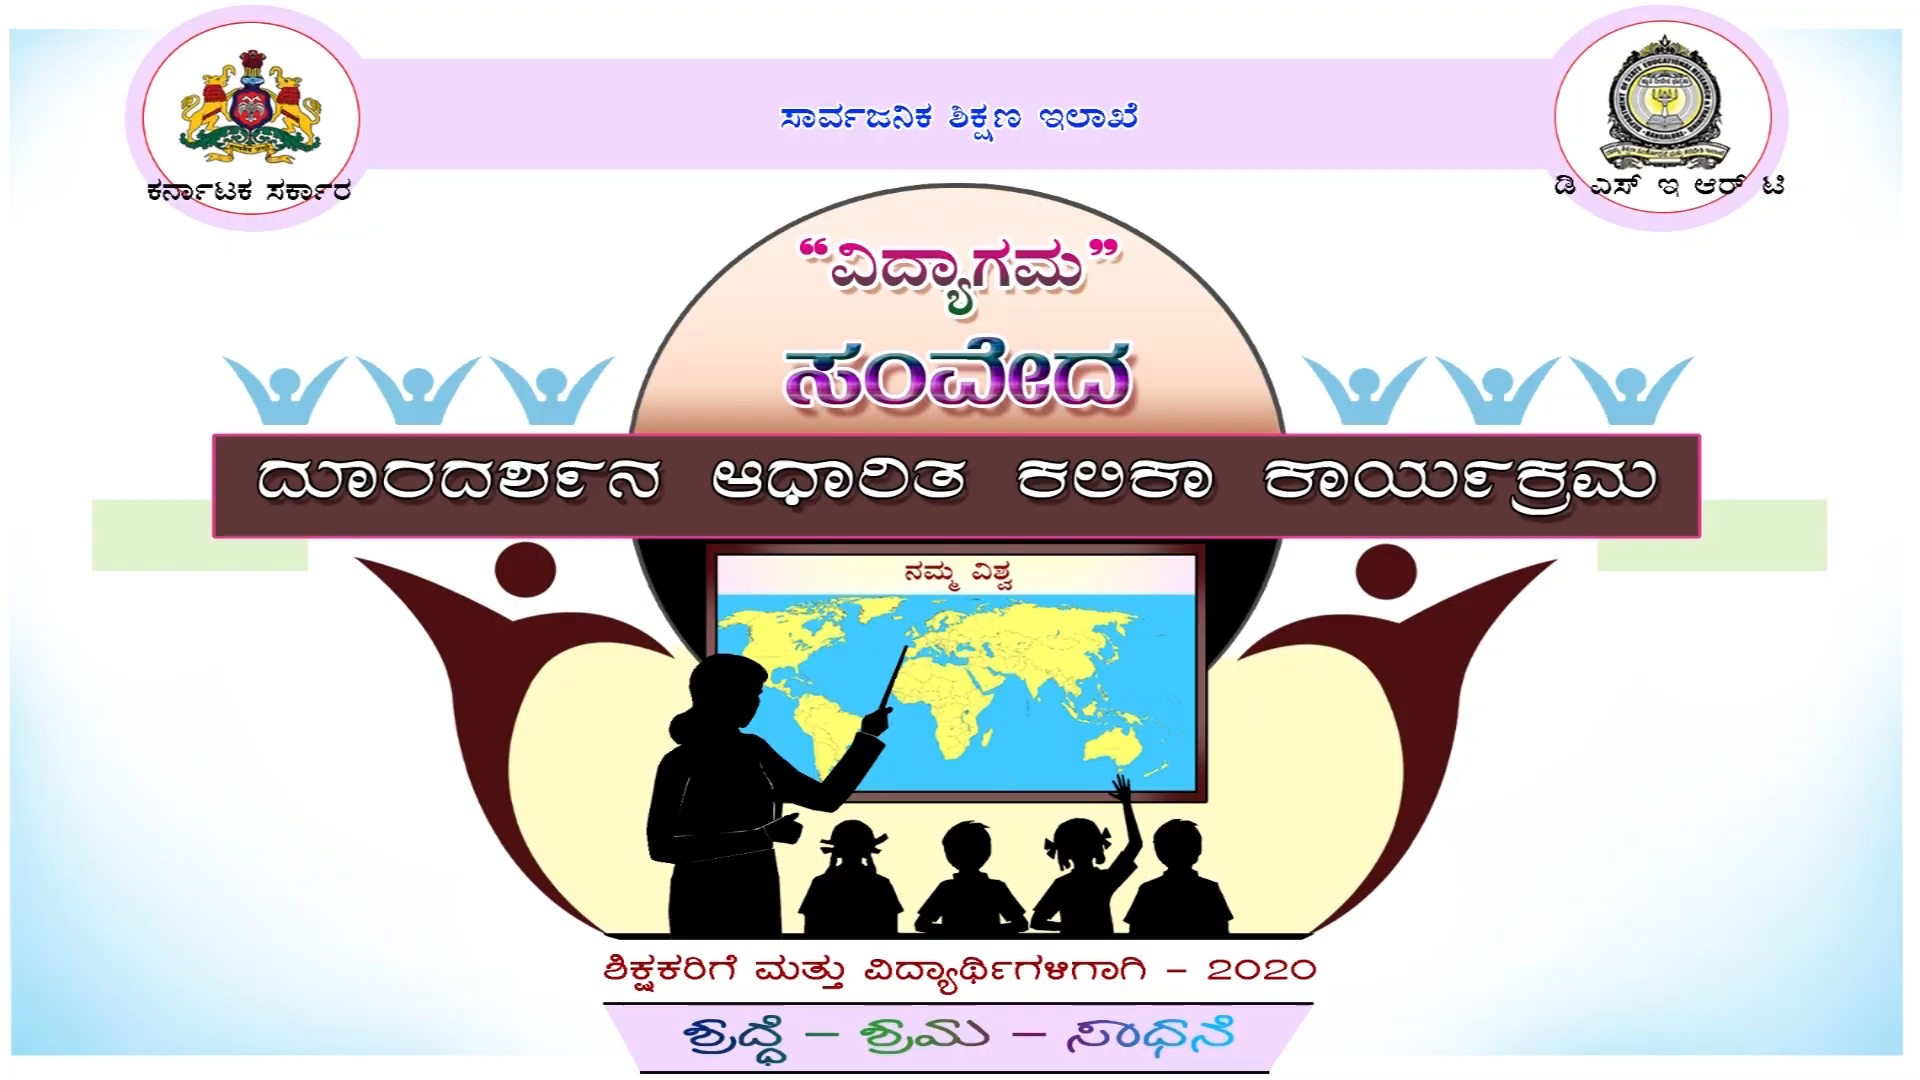 ಸಾರ್ವಜನಿಕ ಶಿಕ್ಷಣ ಇಲಾಖೆ
ಕರ್ನಾಟಕ ಸರ್ಕಾರ
ಡಿ ಎಸ್ ಇ ಆರ್ ಟಿ
“ವಿದ್ಯಾಗಮ”
ಸಂವೇದ
ದೂರದರ್ಶನ ಆಧಾರಿತ ಕಲಿಕಾ ಕಾರ್ಯಕ್ರಮ
ನಮ್ಮ ವಿಶ್ವ
ಶಿಕ್ಷಕರಿಗೆ ಮತ್ತು ವಿದ್ಯಾರ್ಥಿಗಳಿಗಾಗಿ – 2020
ಶ್ರದ್ಧೆ – ಶ್ರಮ – ಸಾಧನೆ